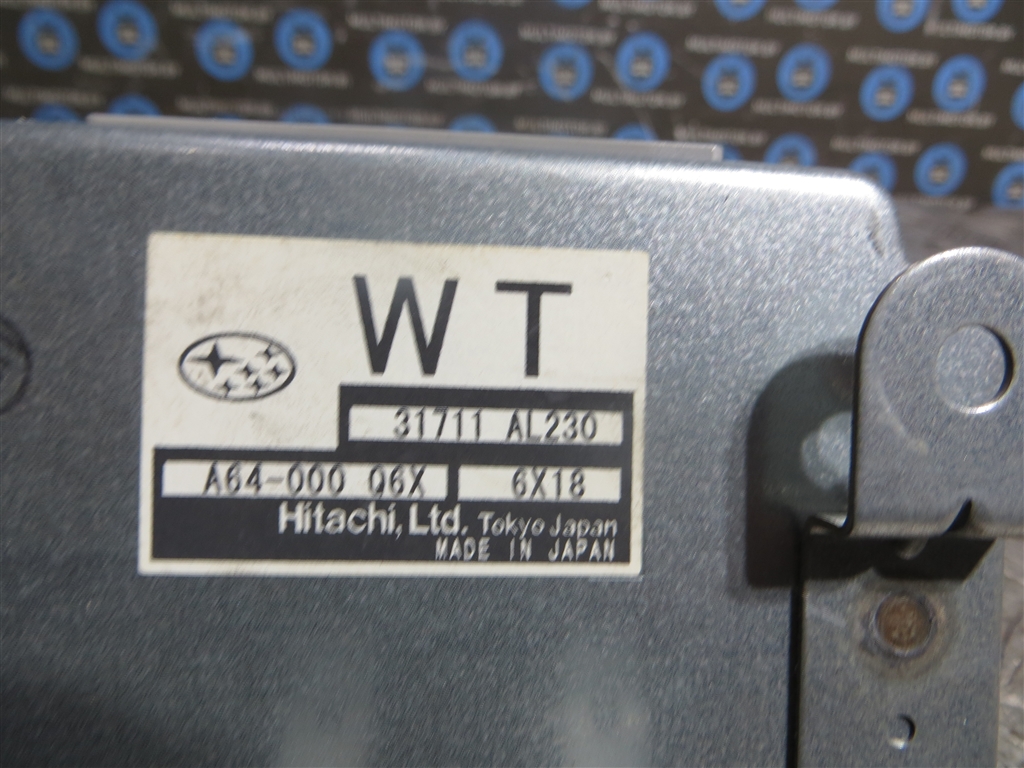 WT
31711 AL230
A64-000 Q6X 6X18
Hitachi, Ltd. Tokyo Japan
MADE IN JAPAN